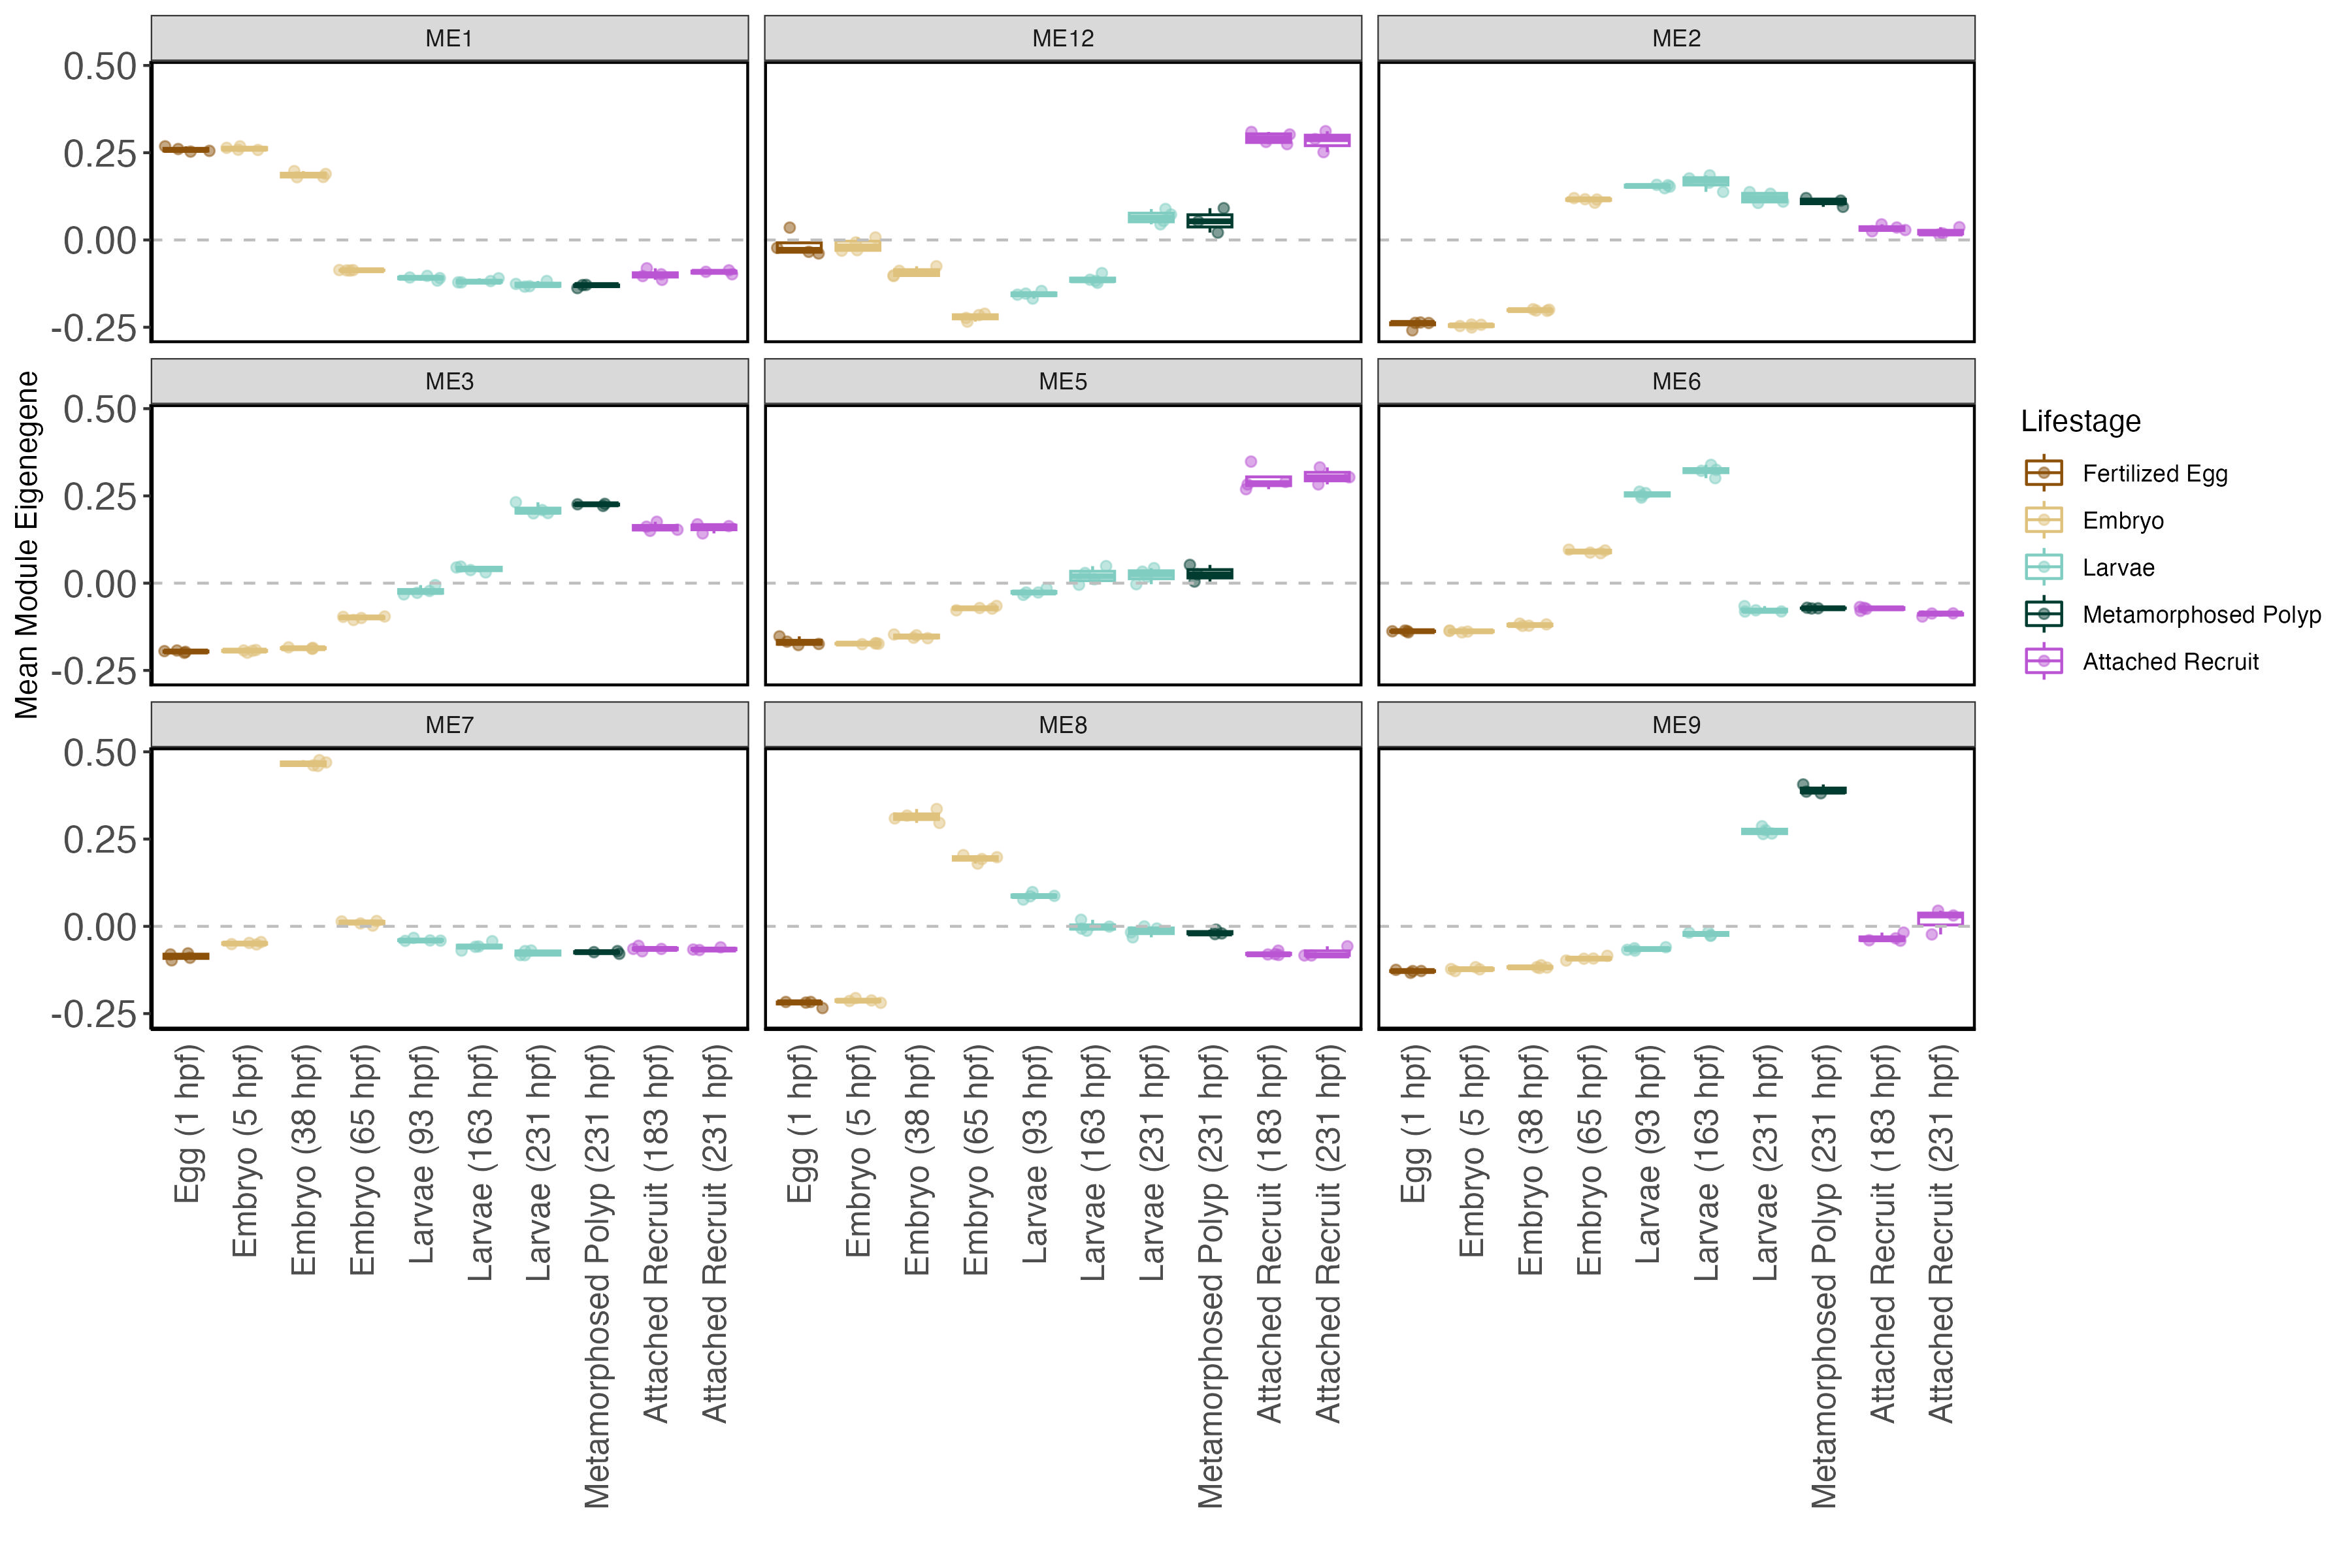 ME1
ME12
ME2
0.50
0.25
0.00
-0.25
ME3
ME5
ME6
0.50
0.25
0.00
-0.25
ME7
ME8
ME9
0.50
0.25
0.00
-0.25
Mean Module Eigenegene
Egg (1 hpf)
Embryo (5 hpf)
Embryo (38 hpf)
Embryo (65 hpf)
Larvae (93 hpf)
Larvae (163 hpf)
Larvae (231 hpf)
Metamorphosed Polyp (231 hpf)
Attached Recruit (183 hpf)
Attached Recruit (231 hpf)
Egg (1 hpf)
Embryo (5 hpf)
Embryo (38 hpf)
Embryo (65 hpf)
Larvae (93 hpf)
Larvae (163 hpf)
Larvae (231 hpf)
Metamorphosed Polyp (231 hpf)
Attached Recruit (183 hpf)
Attached Recruit (231 hpf)
Egg (1 hpf)
Embryo (5 hpf)
Embryo (38 hpf)
Embryo (65 hpf)
Larvae (93 hpf)
Larvae (163 hpf)
Larvae (231 hpf)
Metamorphosed Polyp (231 hpf)
Attached Recruit (183 hpf)
Attached Recruit (231 hpf)
Lifestage
Fertilized Egg
Embryo
Larvae
Metamorphosed Polyp
Attached Recruit